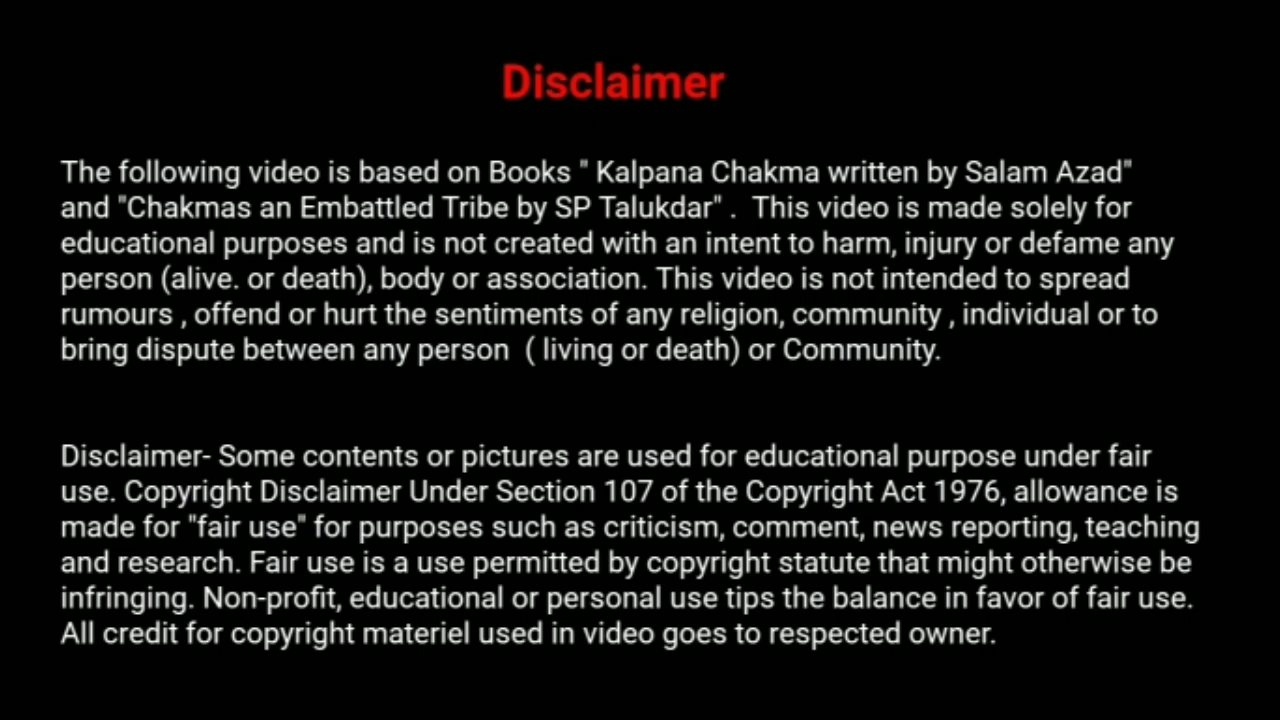 Disclaimer
The following video is based on Books " Kalpana Chakma written by Salam Azad"
and "Chakmas an Embattled Tribe by SP Talukdar" .  This video is made solely for
educational purposes and is not created with an intent to harm, injury or defame any
person (alive. or death), body or association. This video is not intended to spread
rumours , offend or hurt the sentiments of any religion, community , individual or to
bring dispute between any person  ( living or death) or Community.
Disclaimer- Some contents or pictures are used for educational purpose under fair
use. Copyright Disclaimer Under Section 107 of the Copyright Act 1976, allowance is
made for "fair use" for purposes such as criticism, comment, news reporting, teaching
and research. Fair use is a use permitted by copyright statute that might otherwise be
infringing. Non-profit, educational or personal use tips the balance in favor of fair use.
All credit for copyright materiel used in video goes to respected owner.